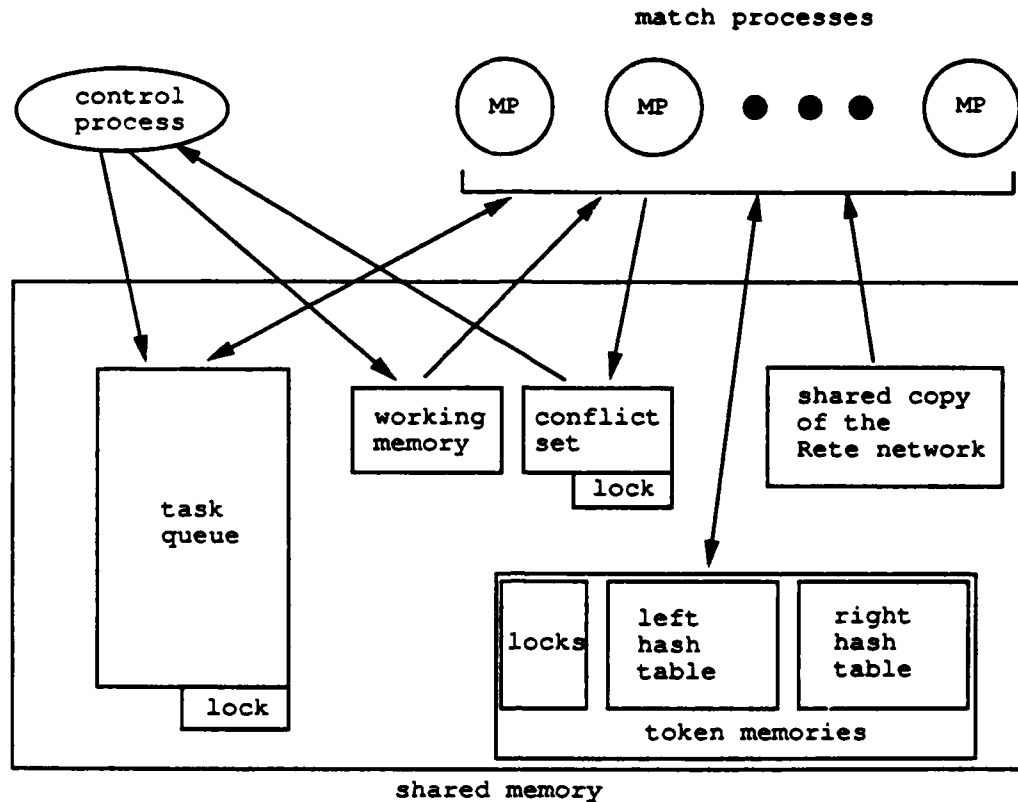 match processes
control
process
MP
MP
MP
working
memory
conflict
set
lock
shared copy
of the
Rete network
task
queue
lock
locks
left
hash
table
right
hash
table
token memories
shared memory